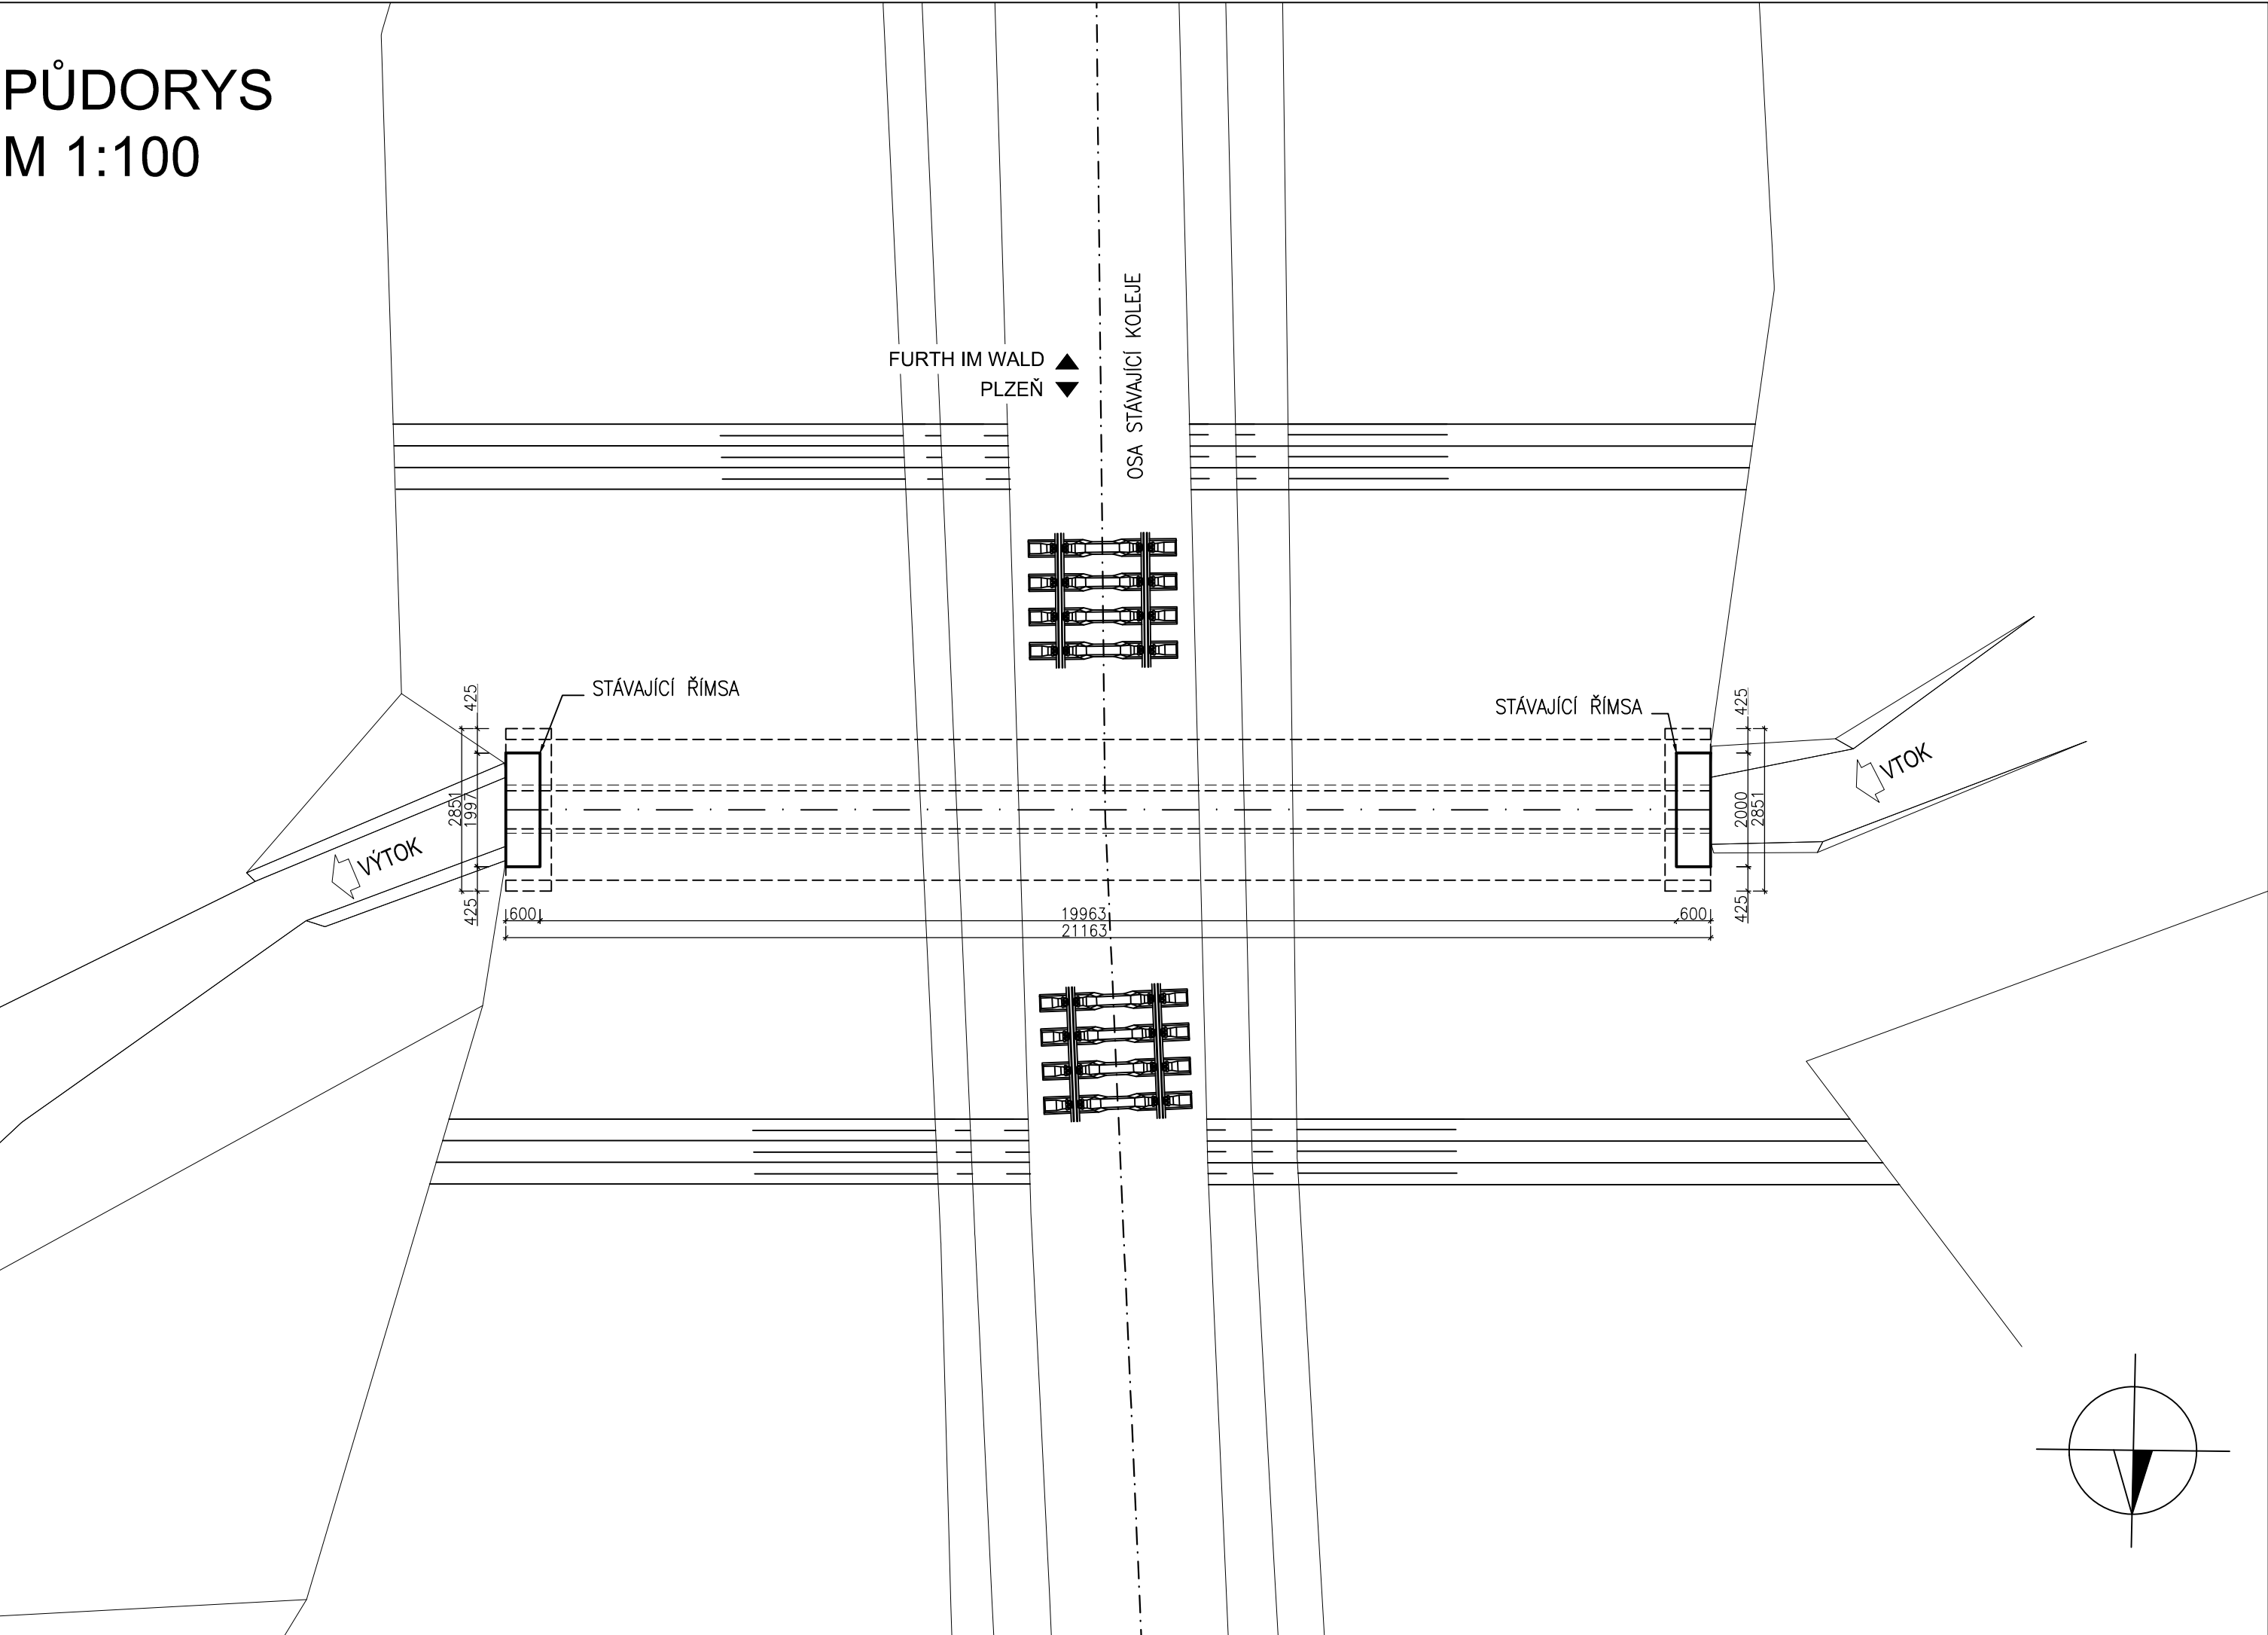 PŮDORYS
M 1:100
OSA STÁVAJÍCÍ KOLEJE
FURTH IM WALD
PLZEŇ
STÁVAJÍCÍ ŘÍMSA
STÁVAJÍCÍ ŘÍMSA
425
2851
1997
425
VÝTOK
425
2000
2851
425
VTOK
600
19963
600
21163